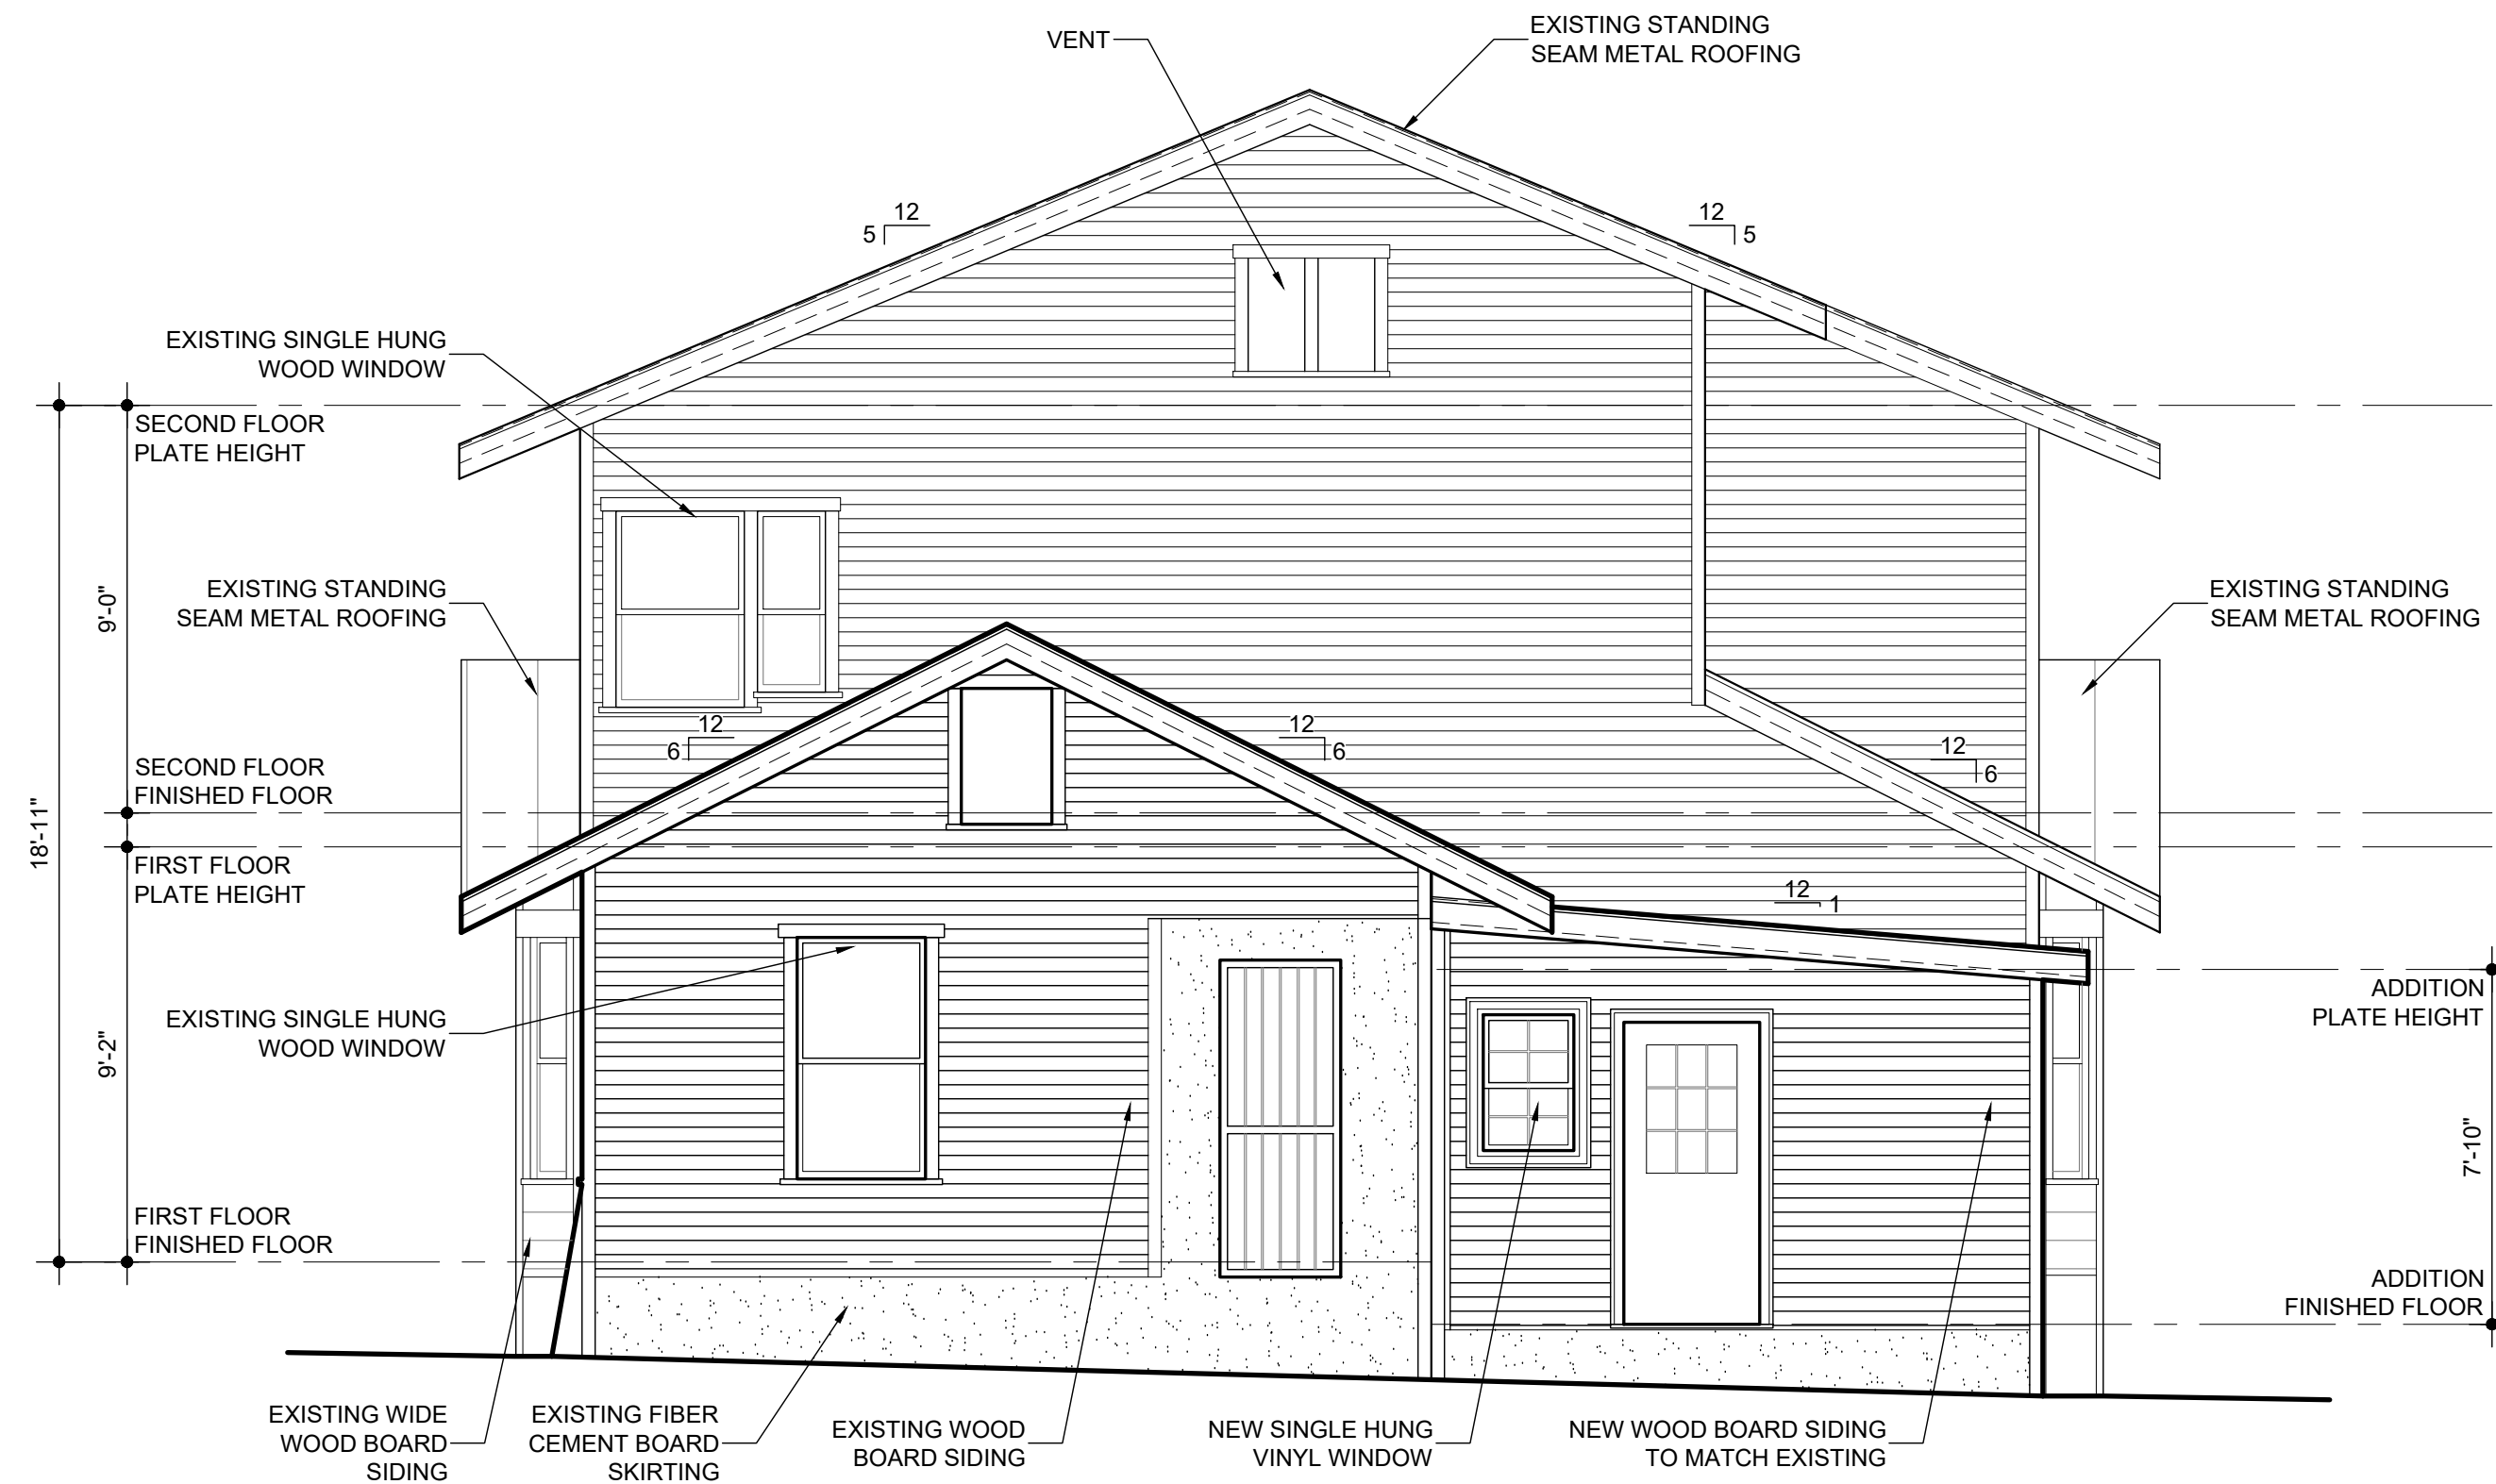 VENT
EXISTING STANDING
SEAM METAL ROOFING
12
5
12
5
EXISTING SINGLE HUNG
WOOD WINDOW
SECOND FLOOR
PLATE HEIGHT
9'-0"
EXISTING STANDING
SEAM METAL ROOFING
EXISTING STANDING
SEAM METAL ROOFING
12
6
12
6
12
6
SECOND FLOOR
FINISHED FLOOR
18'-11"
FIRST FLOOR
PLATE HEIGHT
12
1
EXISTING SINGLE HUNG
WOOD WINDOW
9'-2"
ADDITION
PLATE HEIGHT
7'-10"
FIRST FLOOR
FINISHED FLOOR
ADDITION
FINISHED FLOOR
EXISTING WIDE
WOOD BOARD
SIDING
EXISTING FIBER
CEMENT BOARD
SKIRTING
EXISTING WOOD
BOARD SIDING
NEW SINGLE HUNG
VINYL WINDOW
NEW WOOD BOARD SIDING
TO MATCH EXISTING